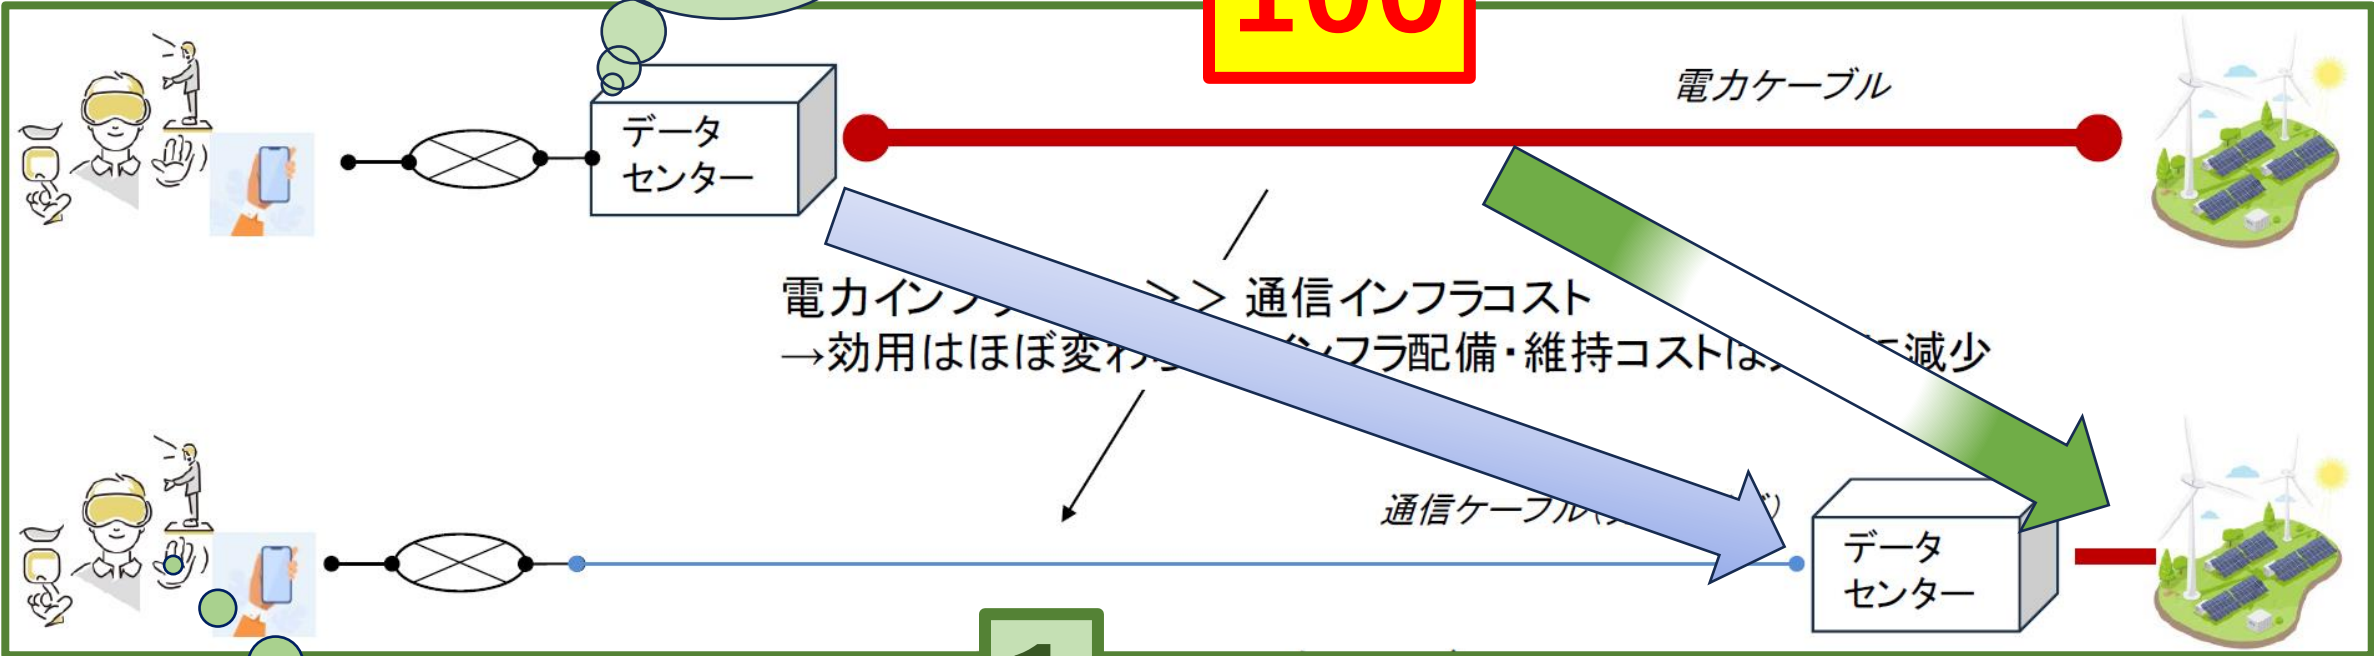 100
電力ケーブル
データ
センター
電力インフ >> 通信インフラコスト
→効用はほぼ変わ インフラ配備・維持コストは 減少
通信ケーブル
データ
センター
1